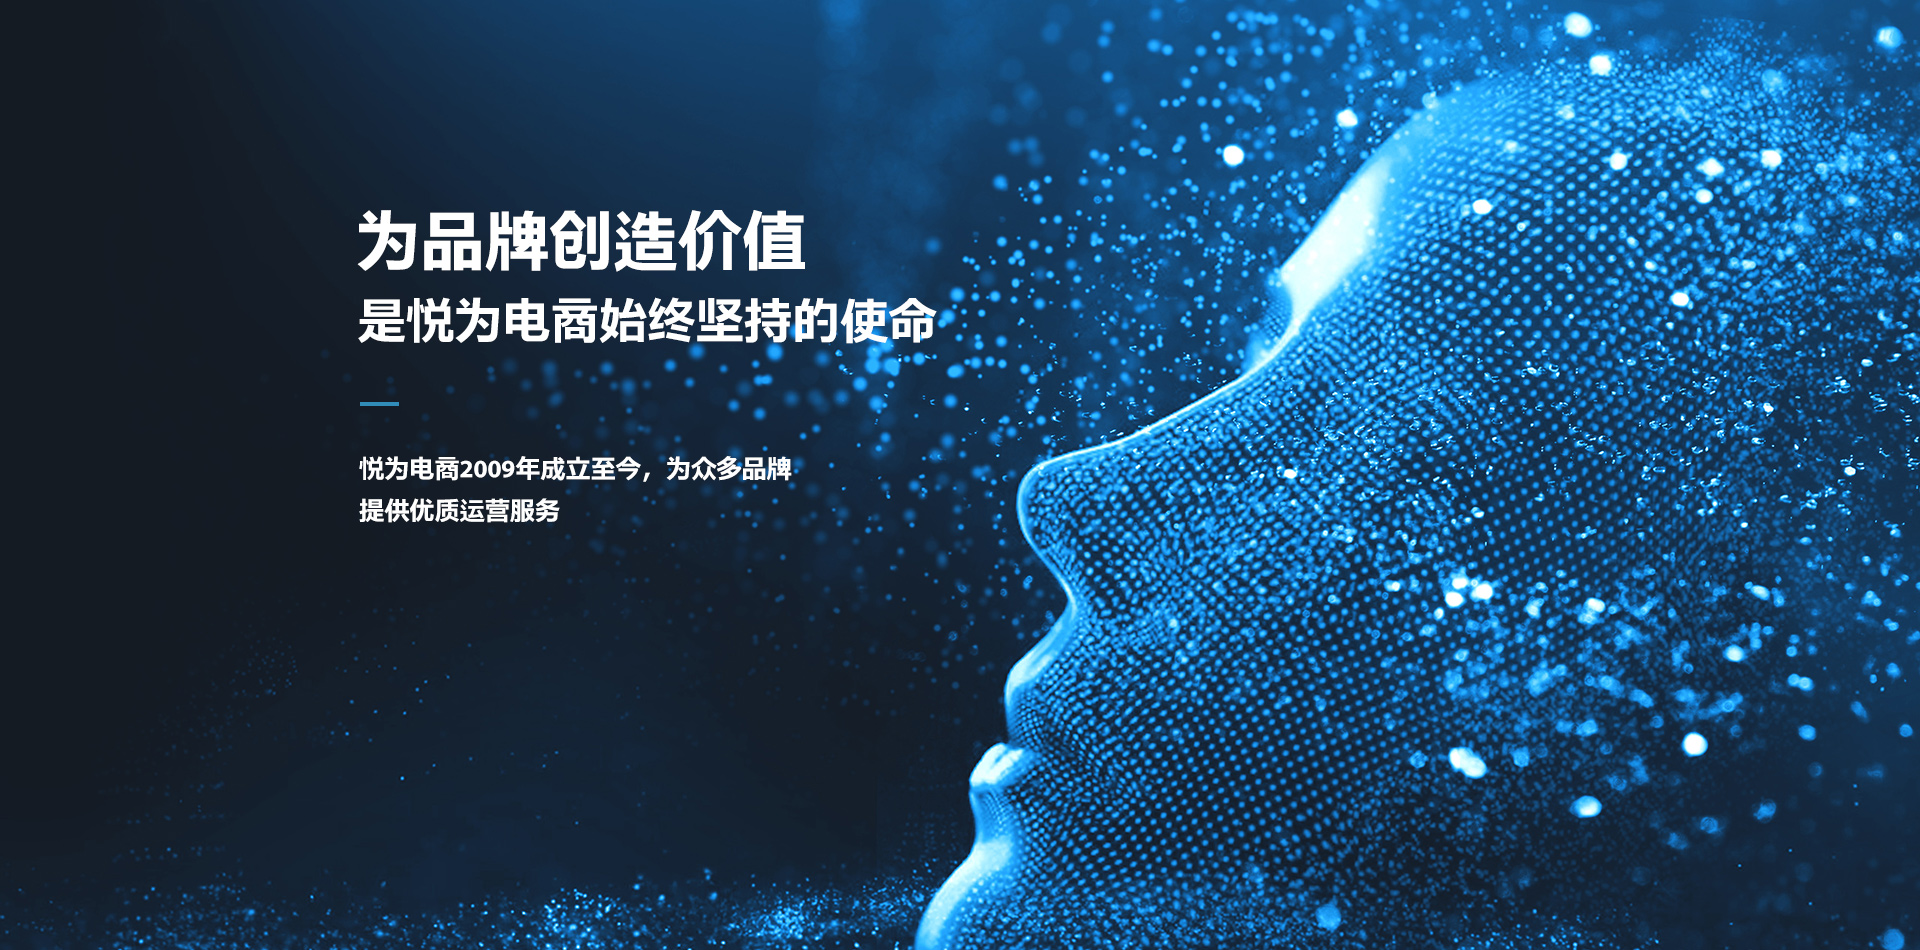 为品牌创造价值
是悦为电商始终坚持的使命
悦为电商2009年成立至今，为众多品牌
提供优质运营服务